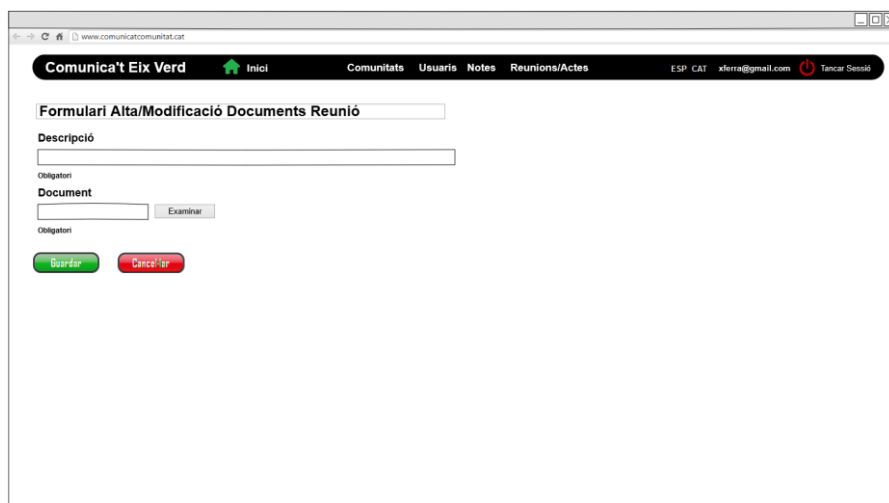 www.comunicatcomunitat.cat
Comunica't Eix Verd Inici Comunitats Usuaris Notes Reunions/Actes ESP CAT xferra@gmail.com Tancar Sessió
Formulari Alta/Modificació Documents Reunió
Descripció
Obligatori
Document
Examinar
Obligatori
Guardar Cancel·lar